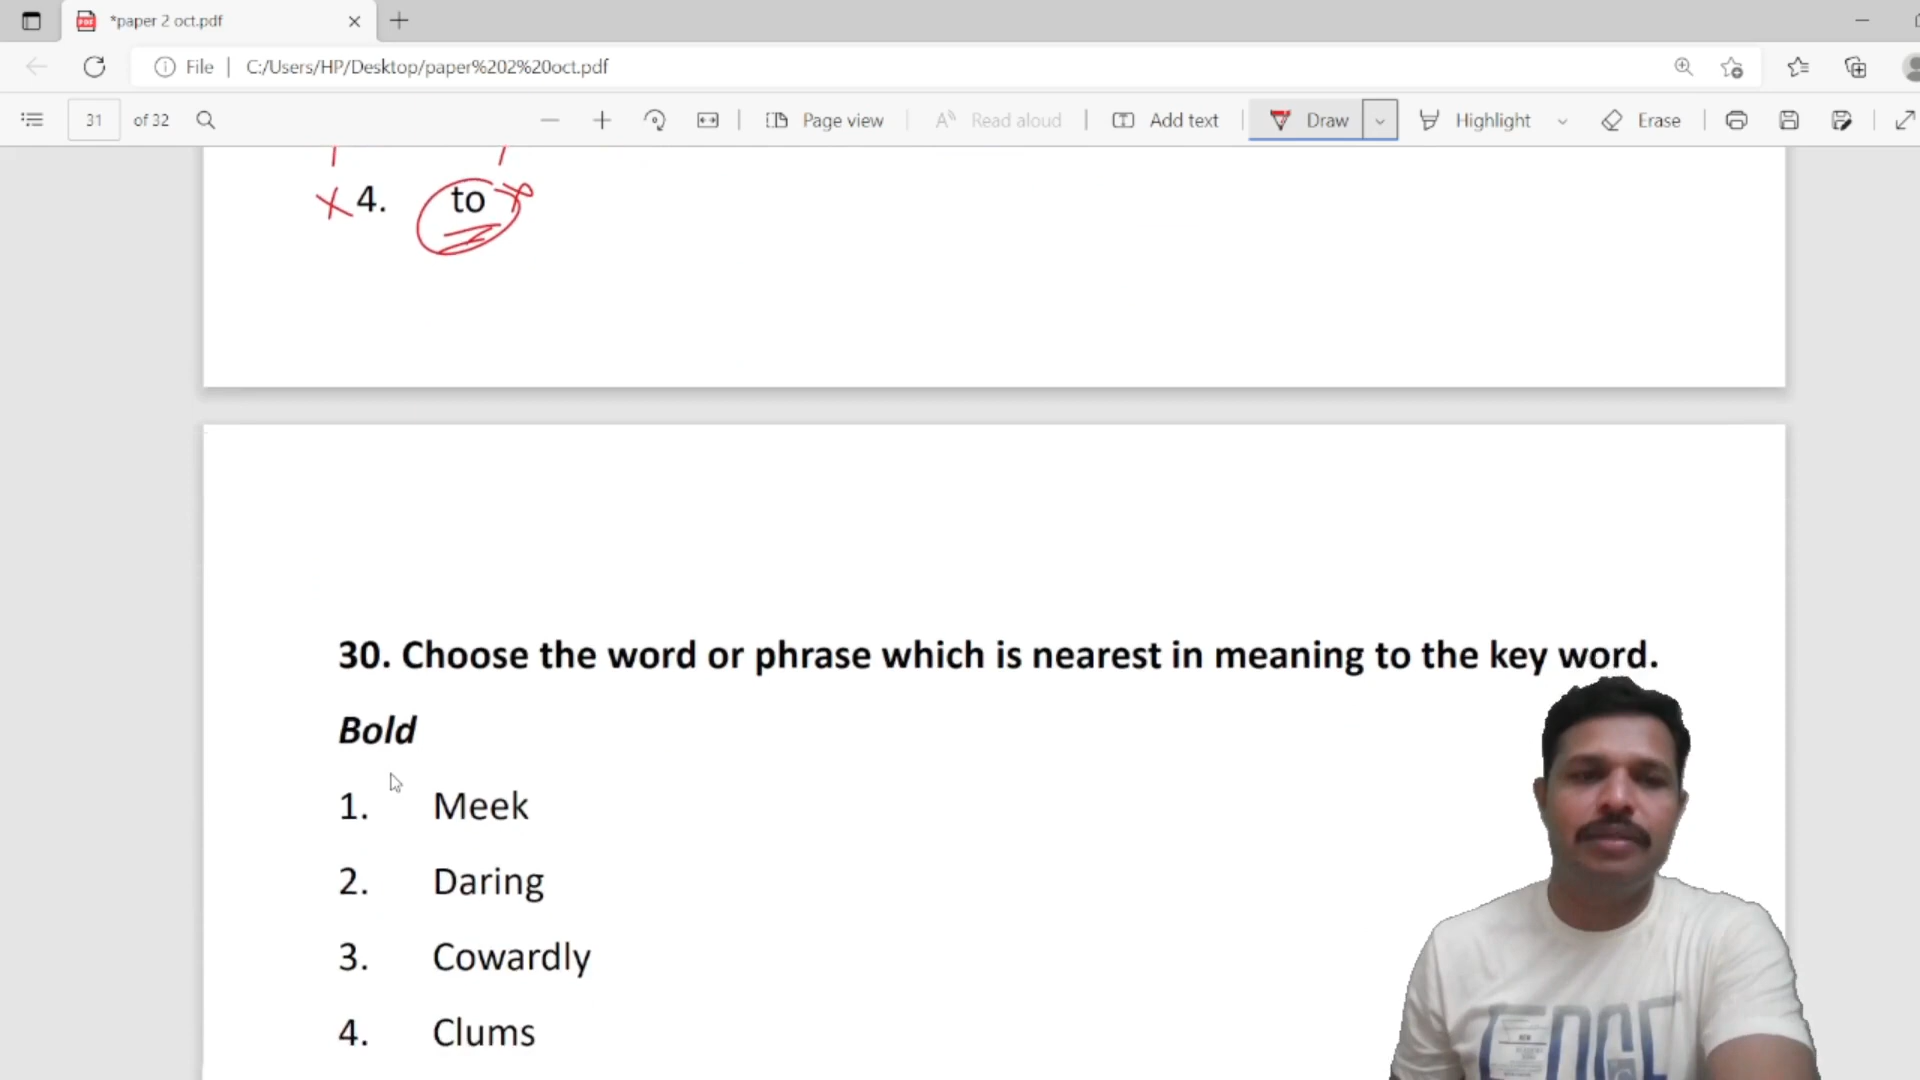 *paper 2 oct.pdf
File | C:/Users/HP/Desktop/paper%202%20oct.pdf
31 of 32 Page view Read aloud Add text Draw Highlight Erase
4. to
30. Choose the word or phrase which is nearest in meaning to the key word.
Bold
1. Meek
2. Daring
3. Cowardly
4. Clums